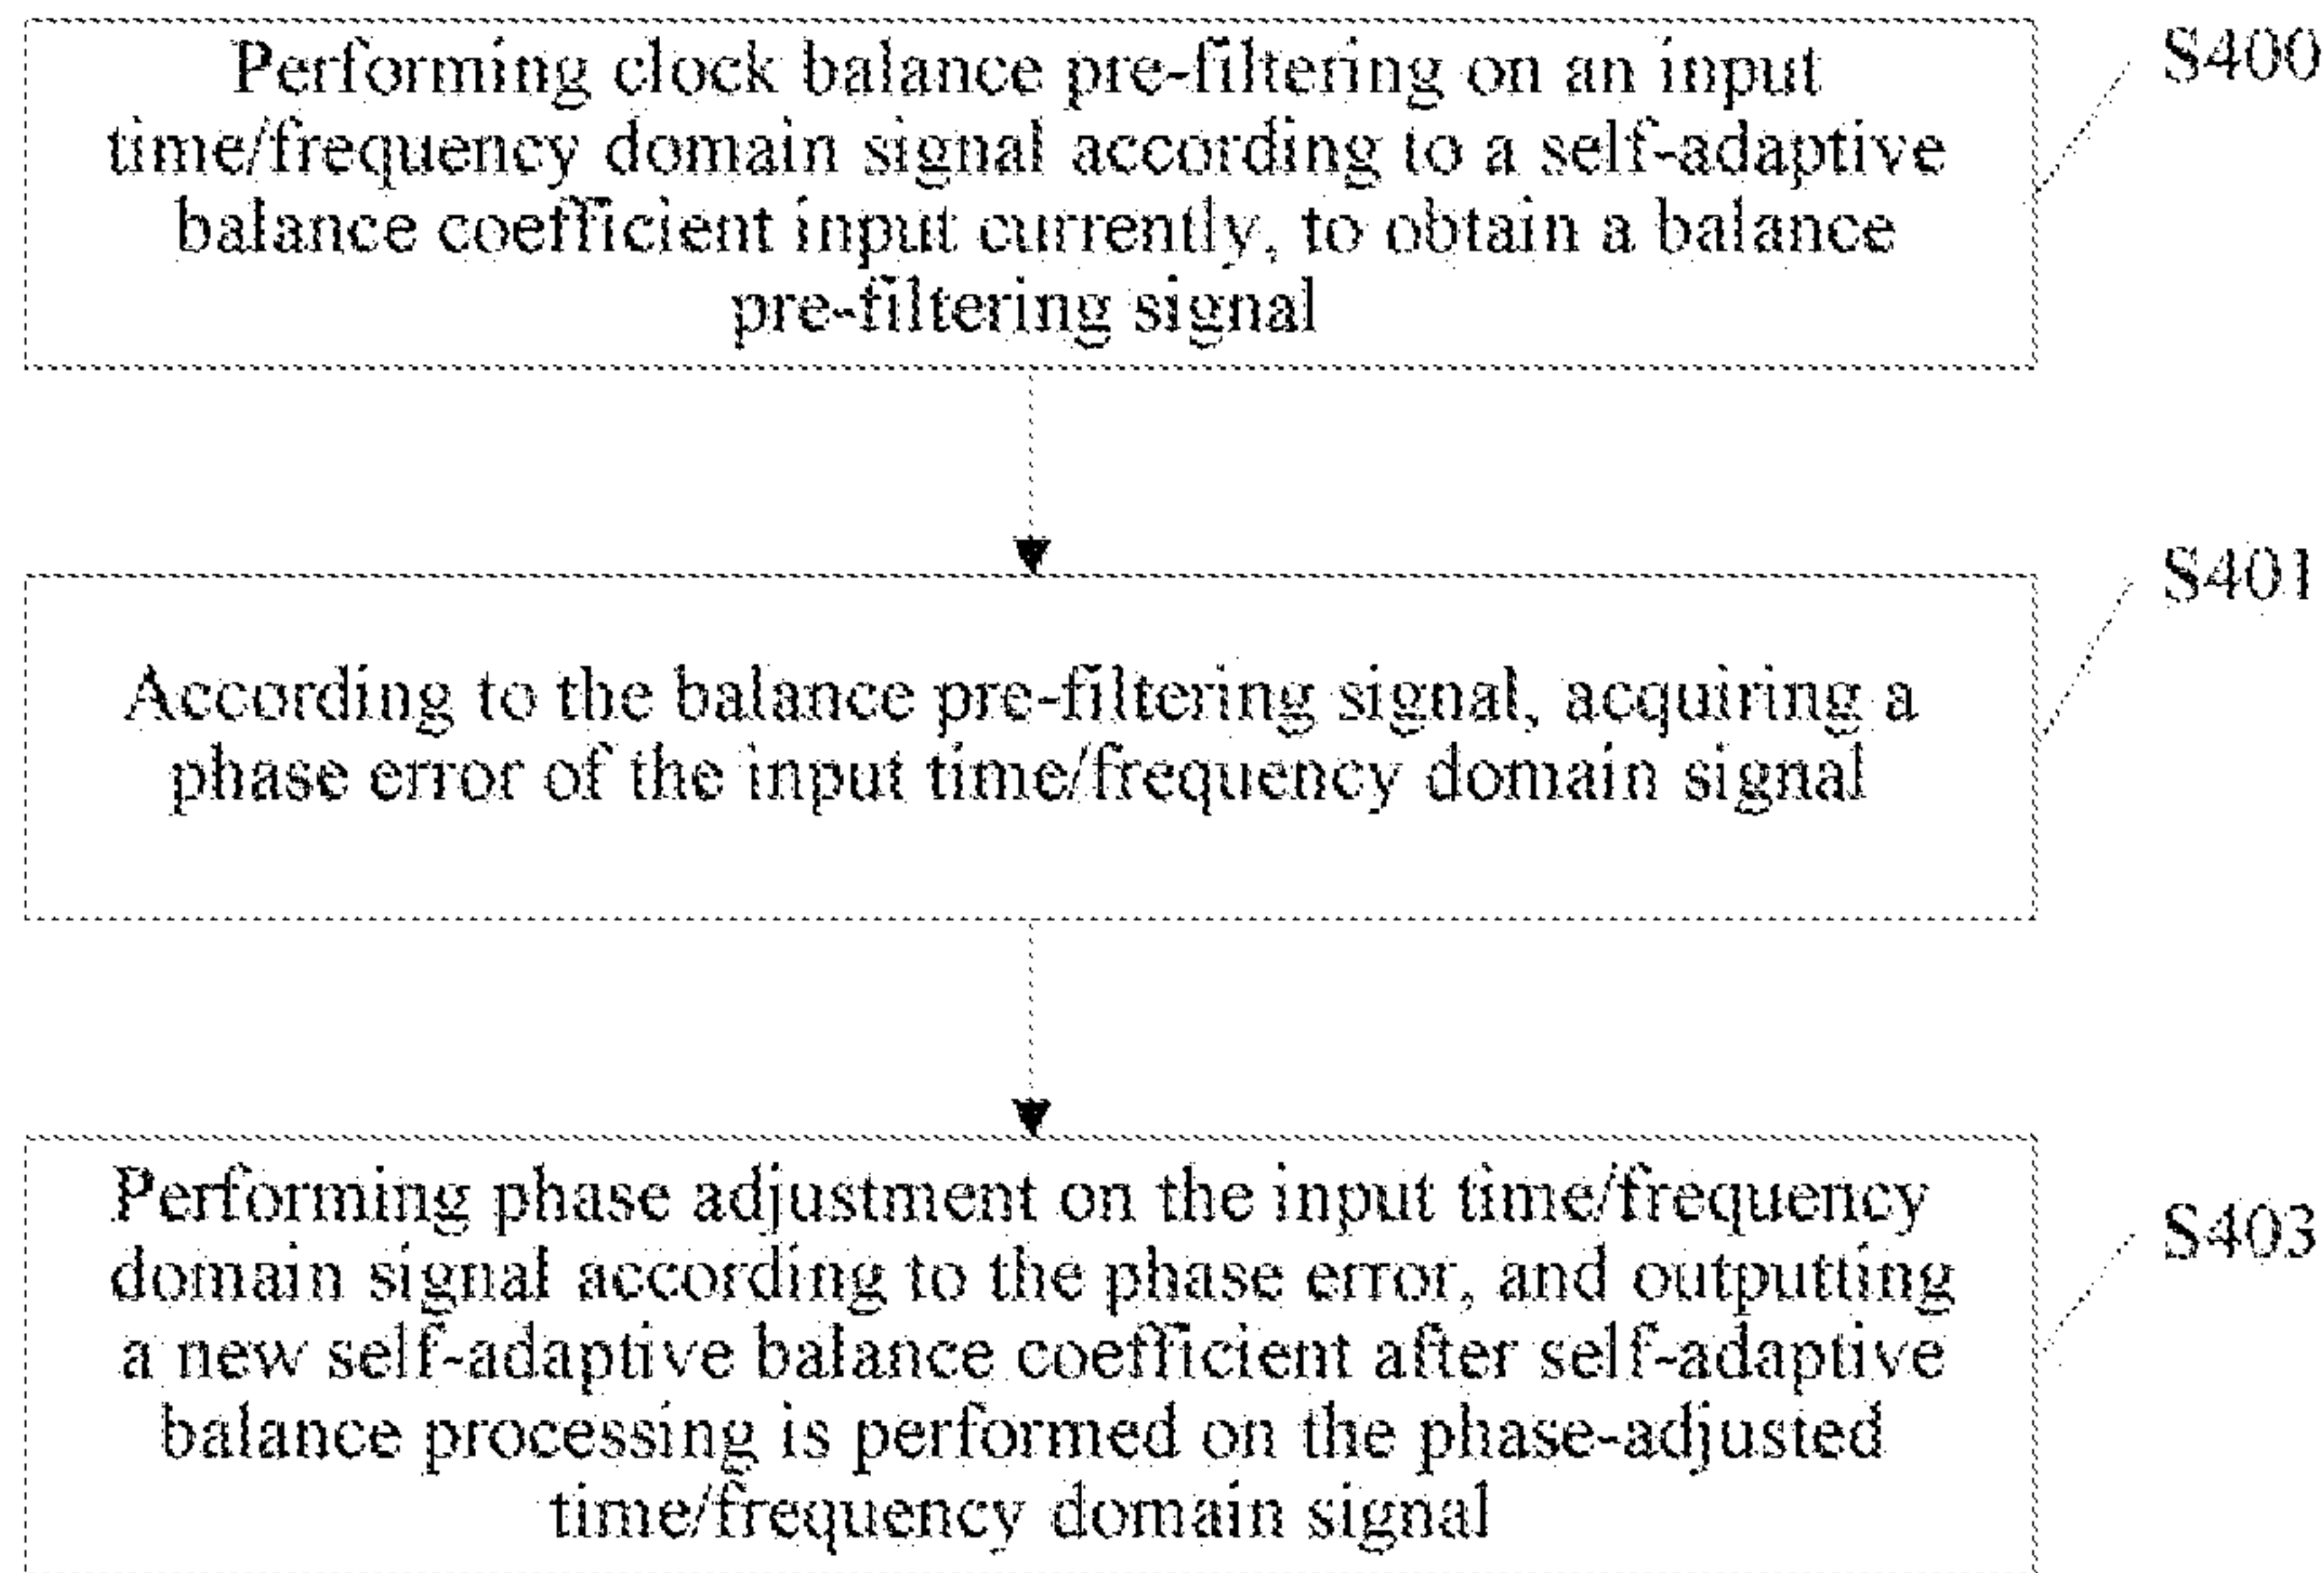 Performing clock balance pre-filtering on an input
time/frequency domain signal according to a self-adaptive
balance coefficient input currently, to obtain a balance
pre-filtering signal
S400
According to the balance pre-filtering signal, acquiring a
phase error of the input time/frequency domain signal
S401
Performing phase adjustment on the input time/frequency
domain signal according to the phase error, and outputting
a new self-adaptive balance coefficient after self-adaptive
balance processing is performed on the phase-adjusted
time/frequency domain signal
S403